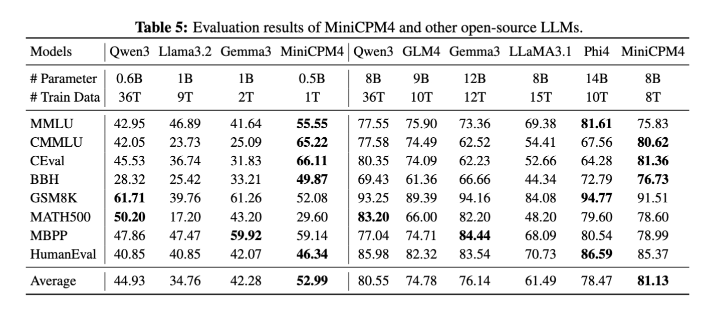 Table 5: Evaluation results of MiniCPM4 and other open-source LLMs.
Models Qwen3 Llama3.2 Gemma3 MiniCPM4 Qwen3 GLM4 Gemma3 LLaMA3.1 Phi4 MiniCPM4
# Parameter 0.6B 1B 1B 0.5B 8B 9B 12B 8B 14B 8B
# Train Data 36T 9T 2T 1T 36T 10T 12T 15T 10T 8T
MMLU 42.95 46.89 41.64 55.55 77.55 75.90 73.36 69.38 81.61 75.83
CMMLU 42.05 23.73 25.09 65.22 77.58 74.49 62.52 54.41 67.56 80.62
CEval 45.53 36.74 31.83 66.11 80.35 74.09 62.23 52.66 64.28 81.36
BBH 28.32 25.42 33.21 49.87 69.43 61.36 66.66 44.34 72.79 76.73
GSM8K 61.71 39.76 61.26 52.08 93.25 89.39 94.16 84.08 94.77 91.51
MATH500 50.20 17.20 43.20 29.60 83.20 66.00 82.20 48.20 79.60 78.60
MBPP 47.86 47.47 59.92 59.14 77.04 74.71 84.44 68.09 80.54 78.99
HumanEval 40.85 40.85 42.07 46.34 85.98 82.32 83.54 70.73 86.59 85.37
Average 44.93 34.76 42.28 52.99 80.55 74.78 76.14 61.49 78.47 81.13